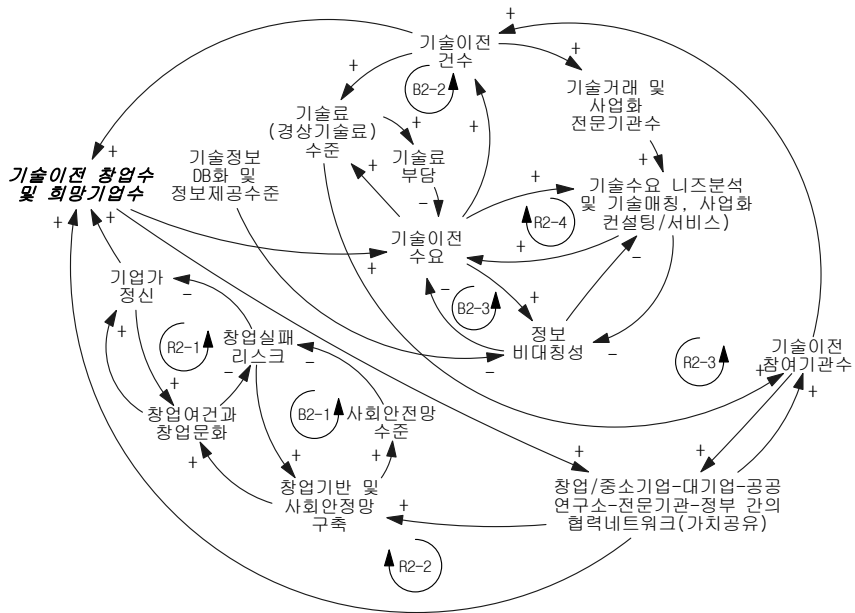 기술이전
건수
B2-2
기술거래 및
사업화
전문기관수
기술료
(경상기술료)
수준
기술료
부담
기술정보
DB화 및
정보제공수준
기술이전 창업수
및 희망기업수
기술수요 니즈분석
및 기술매칭, 사업화
컨설팅/서비스)
R2-4
기술이전
수요
기업가
정신
B2-3
정보
비대칭성
R2-1
창업실패
리스크
R2-3
기술이전
참여기관수
창업여건과
창업문화
B2-1
사회안전망
수준
창업기반 및
사회안정망
구축
창업/중소기업-대기업-공공
연구소-전문기관-정부 간의
협력네트워크(가치공유)
R2-2